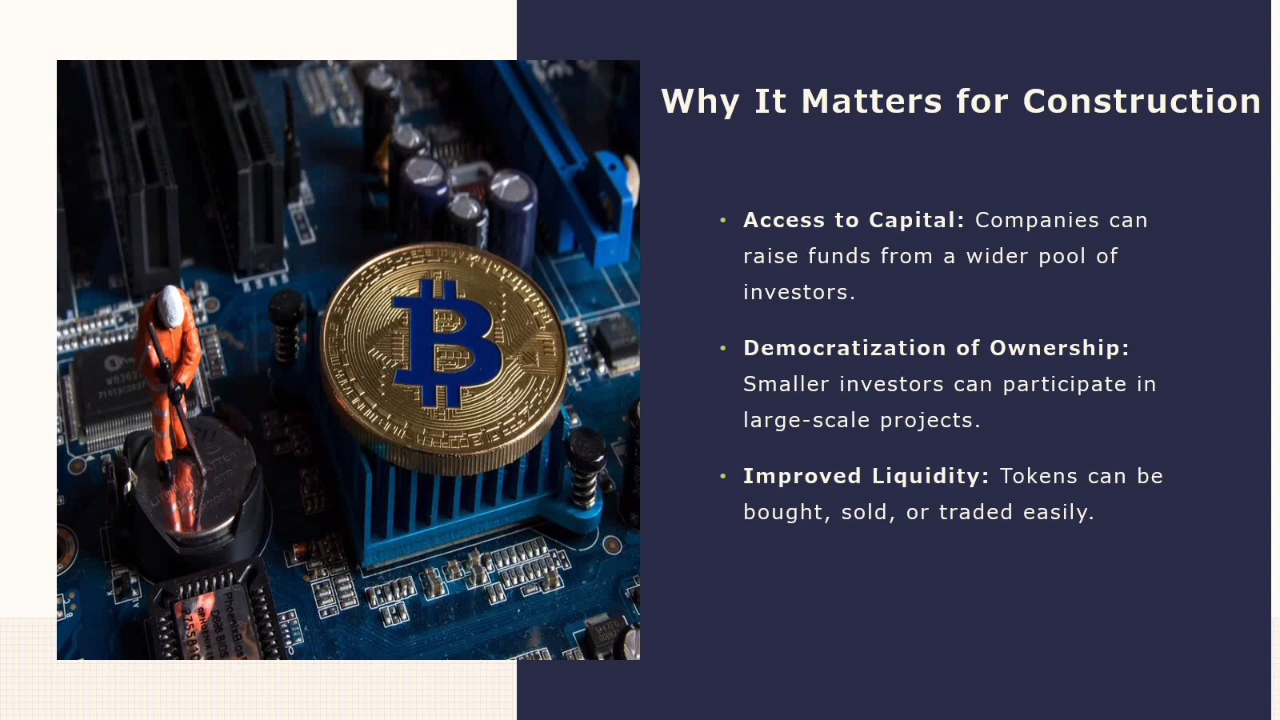 Why It Matters for Construction
• Access to Capital: Companies can
raise funds from a wider pool of
investors.
• Democratization of Ownership:
Smaller investors can participate in
large-scale projects.
• Improved Liquidity: Tokens can be
bought, sold, or traded easily.